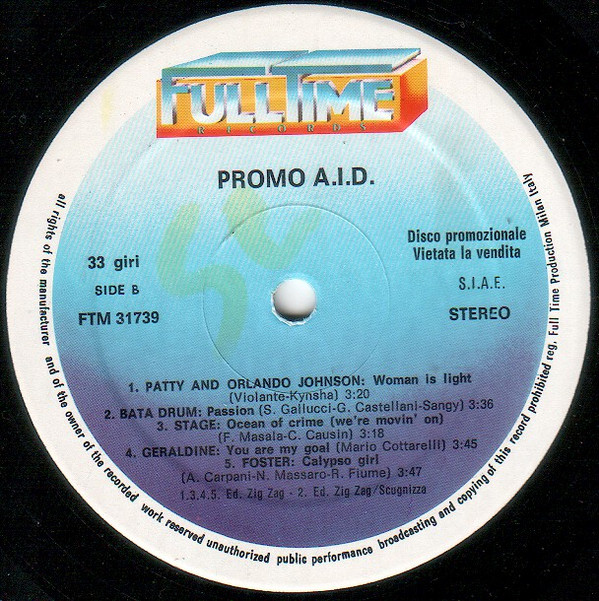 FULLTIME
RECORDS
PROMO A.I.D.
33 giri
SIDE B
FTM 31739
Disco promozionale
Vietata la vendita
S.I.A.E.
STEREO
1. PATTY AND ORLANDO JOHNSON: Woman is light
(Violante-Kynsha) 3:20
2. BATA DRUM: Passion (S. Gallucci-G. Castellani-Sangy) 3:36
3. STAGE: Ocean of crime (we're movin' on)
(F. Masala-C. Causin) 3:18
4. GERALDINE: You are my goal (Mario Cottarelli) 3:45
5. FOSTER: Calypso girl
(A. Carpani-N. Massaro-R. Fiume) 3:47
1.3.4.5. Ed. Zig Zag - 2. Ed. Zig Zag/Scugnizza
all rights of the manufacturer and of the owner of the recorded work reserved unauthorized public performance broadcasting and copying of this record prohibited reg. Full Time Production Milan Italy